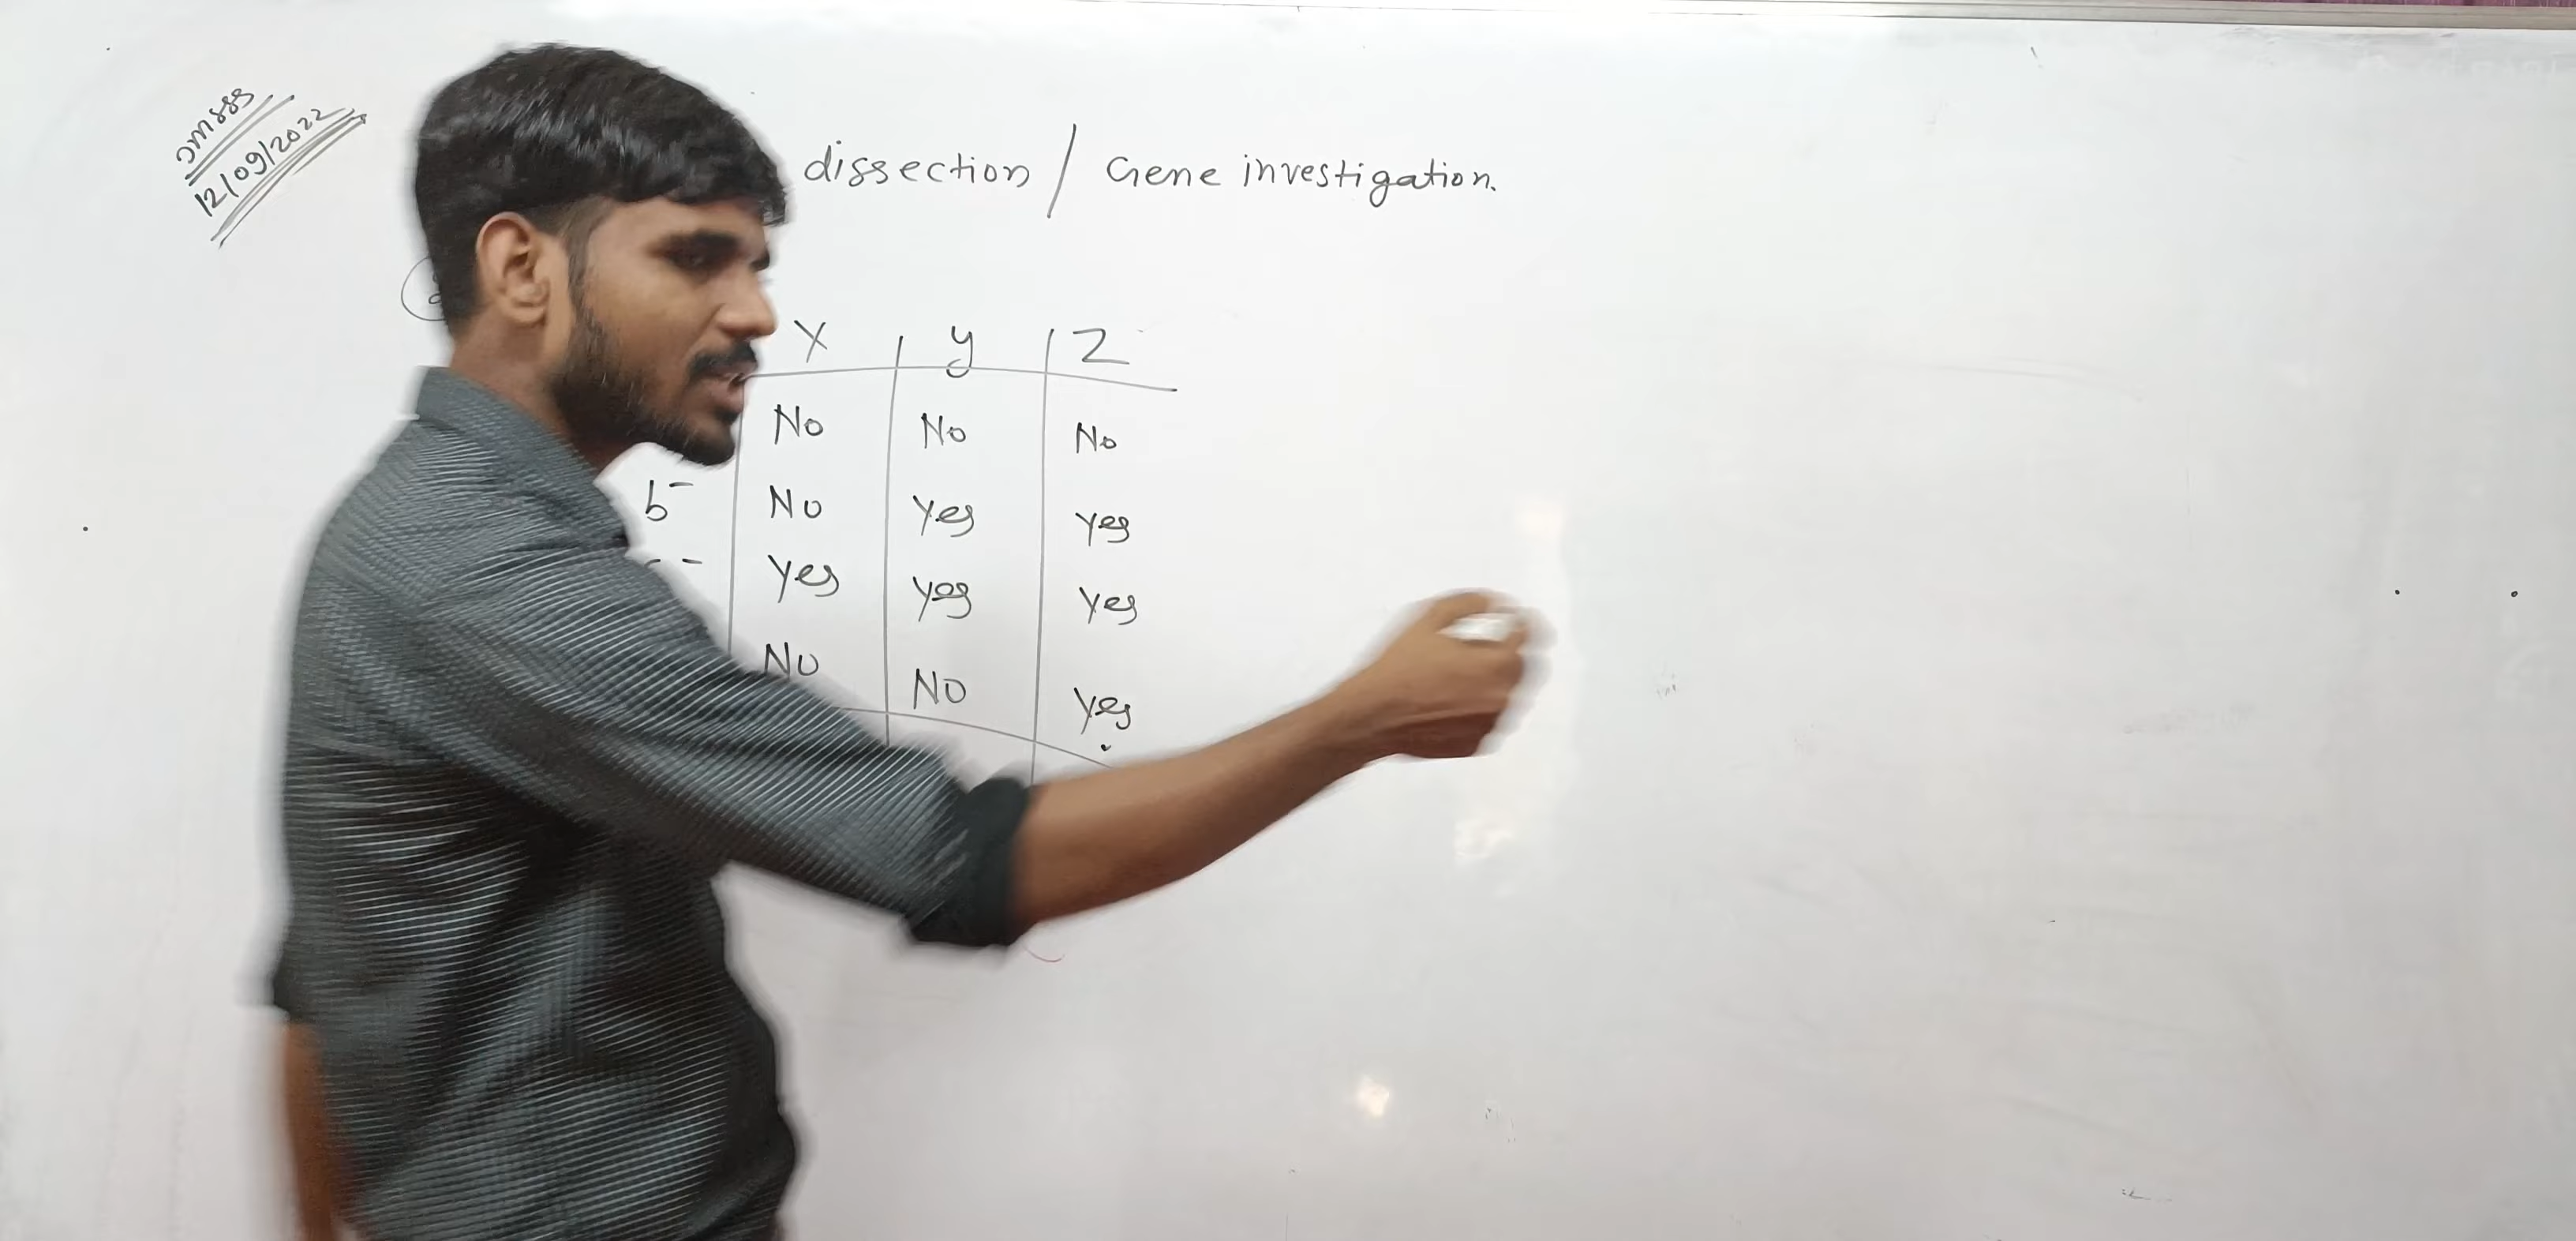 12/09/2022
dissection / Gene investigation.
X y Z
No No No
b⁻ No Yes Yes
Yes Yes Yes
No No Yes